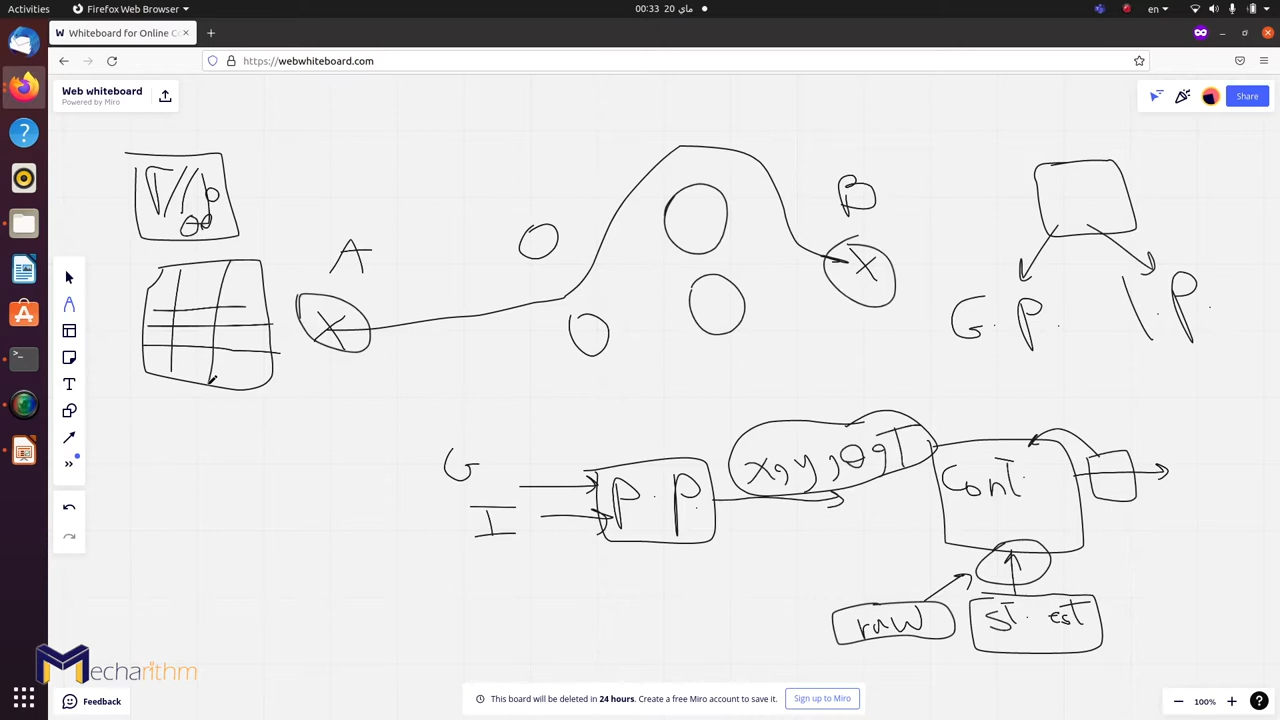 Activities
Firefox Web Browser
00:33 20 ماي
en
Whiteboard for Online Co
https://webwhiteboard.com
Web whiteboard
Powered by Miro
Share
A
B
X
X
G. P.
l. P.
G
I
P. P.
x, y, θ, T
Cont.
raw
st. est
Mecharithm
Feedback
This board will be deleted in 24 hours. Create a free Miro account to save it.
Sign up to Miro
100%